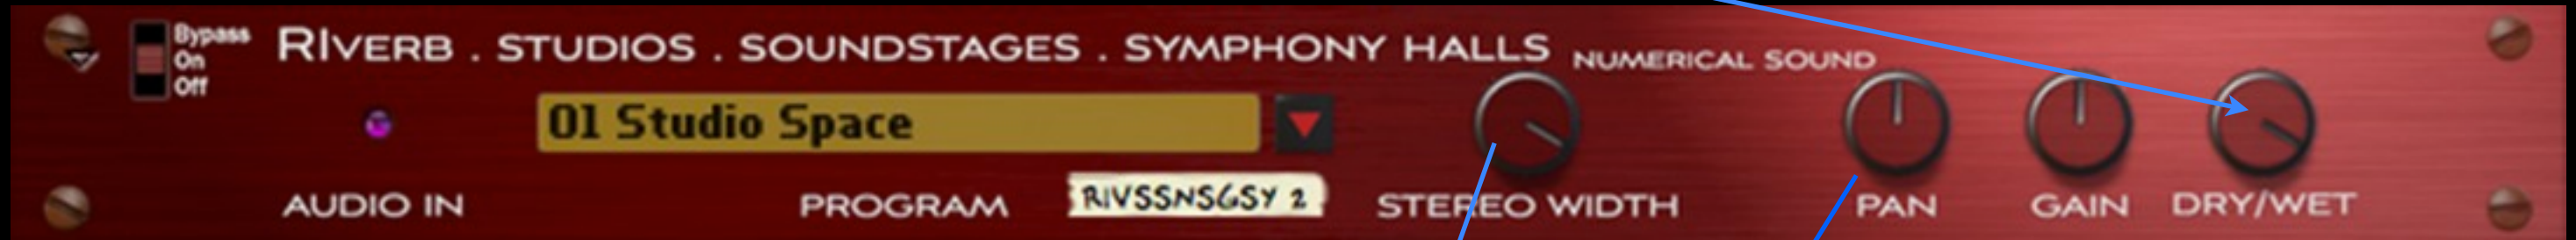 Bypass
On
Off
RIVERB . STUDIOS . SOUNDSTAGES . SYMPHONY HALLS
NUMERICAL SOUND
01 Studio Space
AUDIO IN
PROGRAM
RIVSSNSGSY 2
STEREO WIDTH
PAN
GAIN
DRY/WET